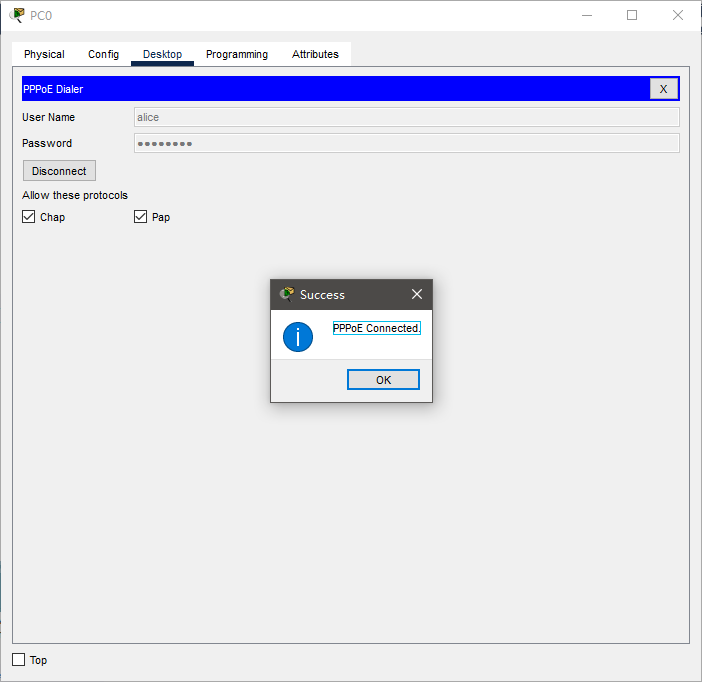 PC0
Physical Config Desktop Programming Attributes
PPPoE Dialer X
User Name alice
Password ••••••••
Disconnect
Allow these protocols
Chap Pap
Success
PPPoE Connected.
OK
Top